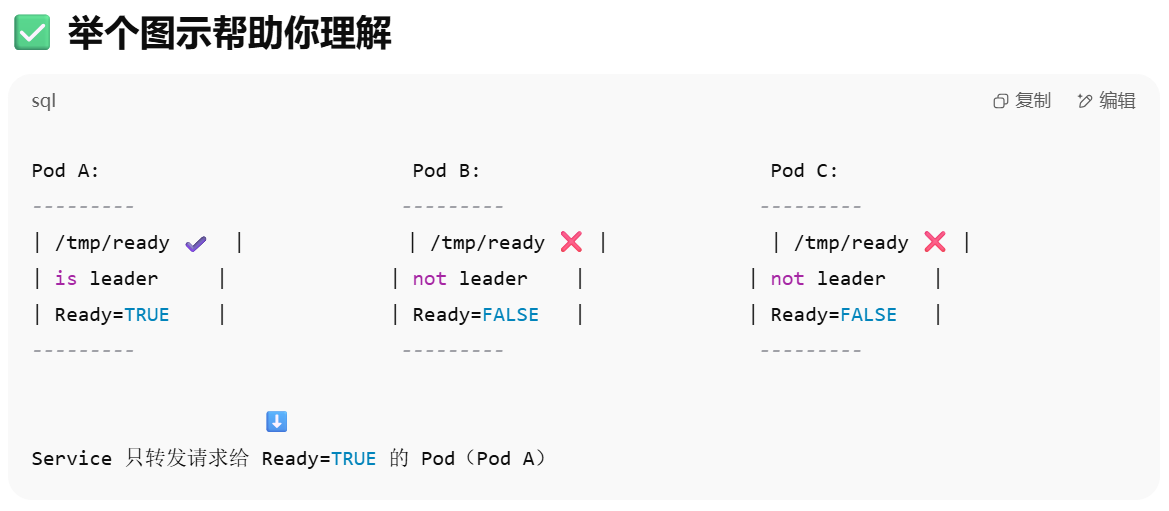 ✅ 举个图示帮助你理解
sql 复制 编辑
Pod A:                          Pod B:                        Pod C:
---------                      ---------                     ---------
| /tmp/ready ✔  |              | /tmp/ready ❌ |              | /tmp/ready ❌ |
| is leader     |             | not leader    |             | not leader    |
| Ready=TRUE    |             | Ready=FALSE   |             | Ready=FALSE   |
---------                      ---------                     ---------
⬇
Service 只转发请求给 Ready=TRUE 的 Pod（Pod A）